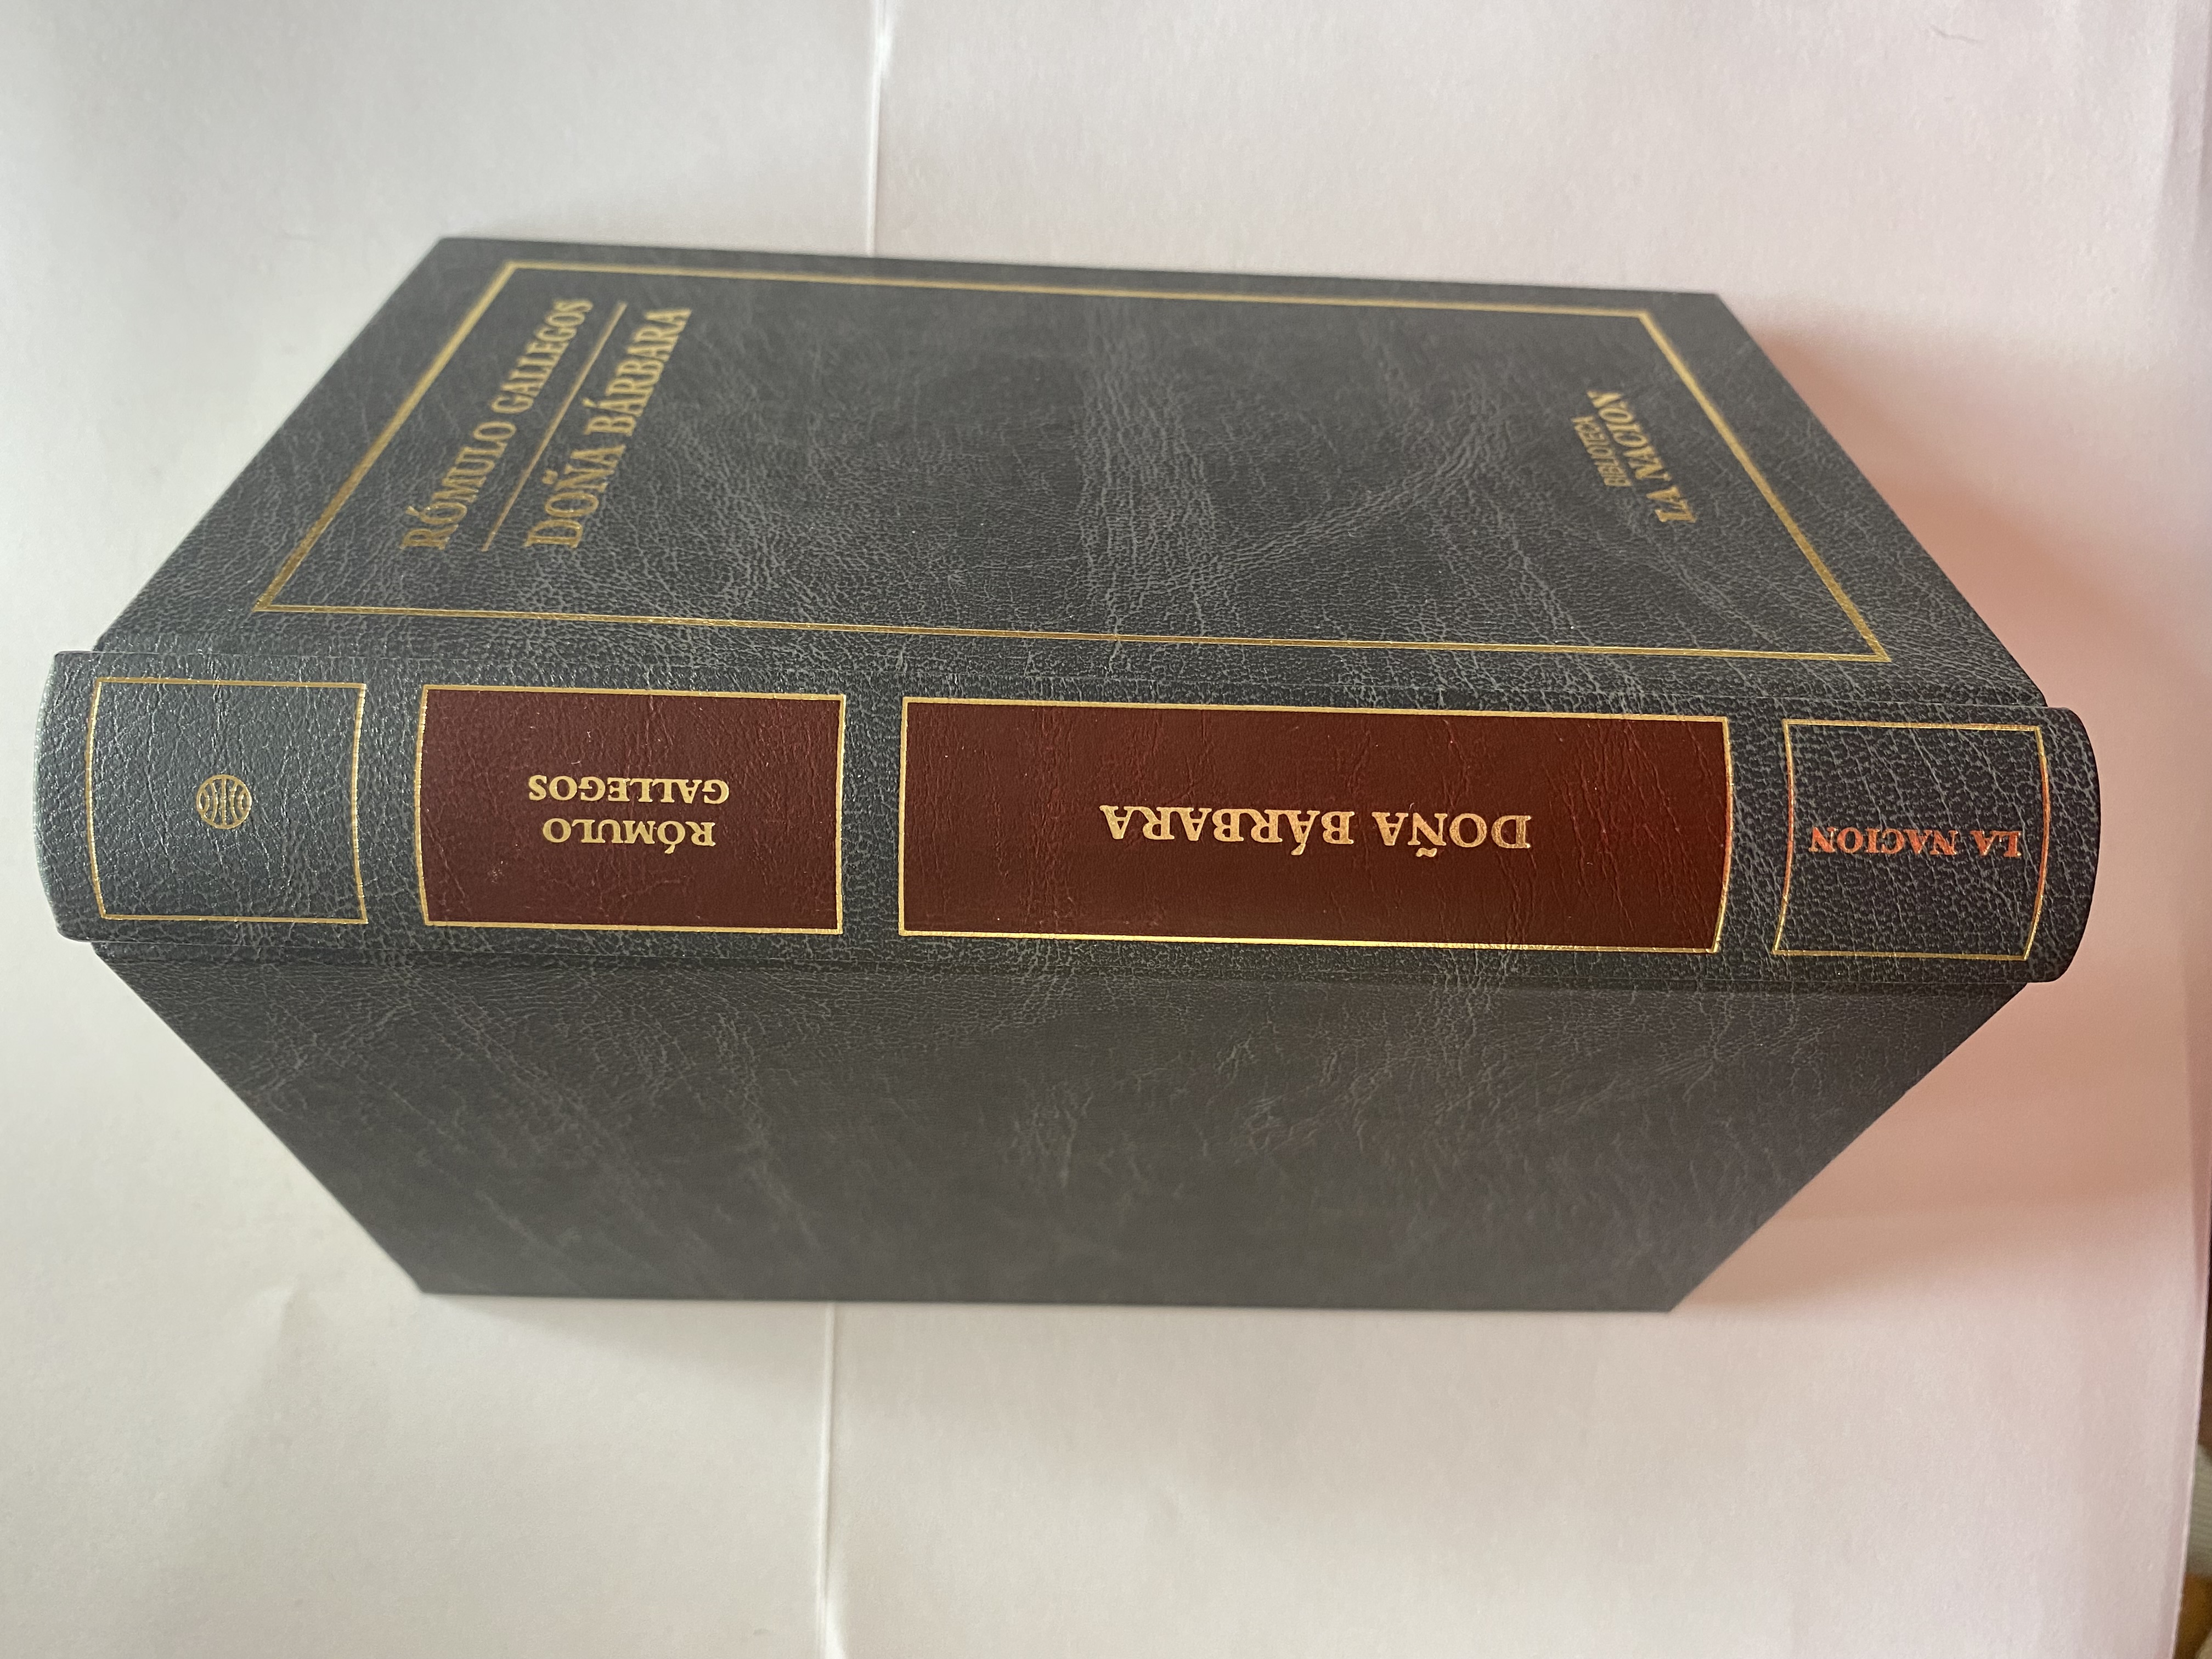 RÓMULO
GALLEGOS
DOÑA BÁRBARA
LA NACION
RÓMULO GALLEGOS
DOÑA BÁRBARA
BIBLIOTECA
LA NACION